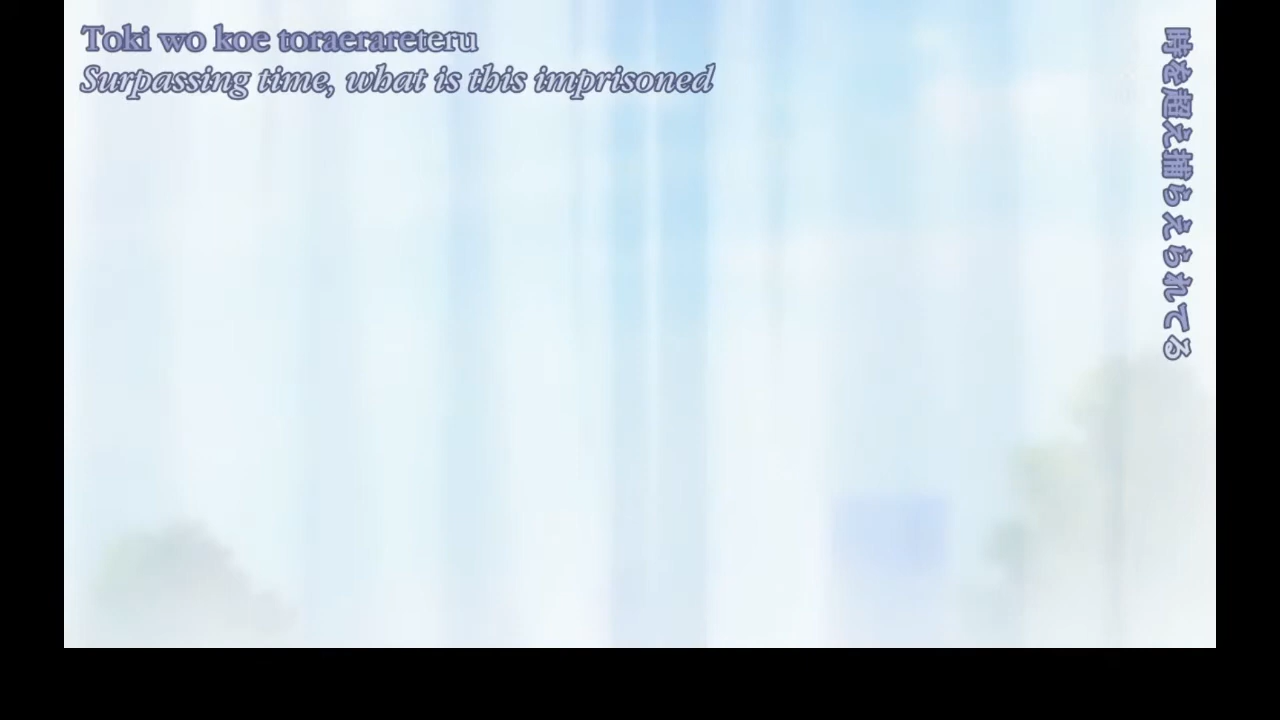 Toki wo koe toraerareteru
Surpassing time, what is this imprisoned
時を超え捕らえられてる